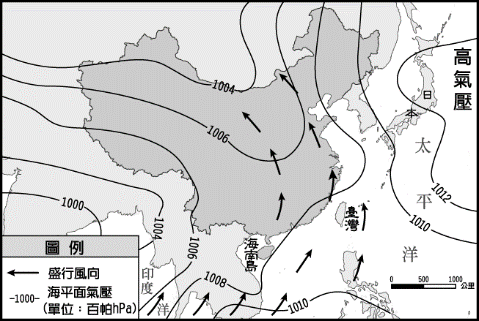 1004
高氣壓
日本
1006
太平洋
1012
1010
1000
1004
1006
海南島
臺灣
1008
1010
印度洋
圖例
盛行風向
-1000- 海平面氣壓
(單位：百帕hPa)
0 500 1000 公里